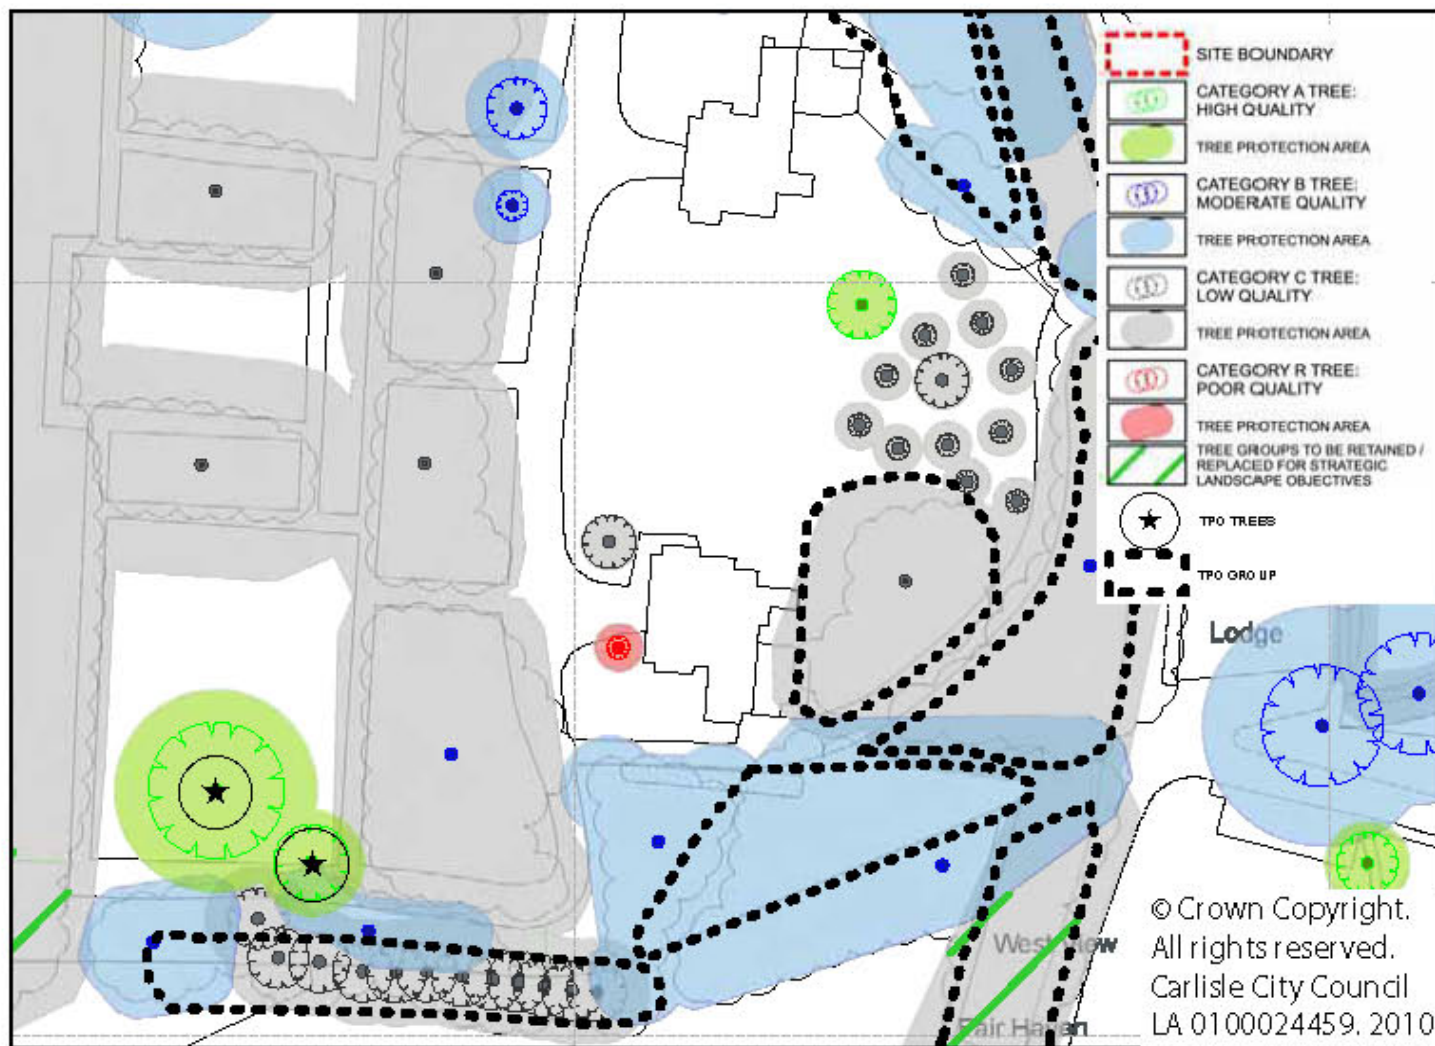 SITE BOUNDARY
CATEGORY A TREE:
HIGH QUALITY
TREE PROTECTION AREA
CATEGORY B TREE:
MODERATE QUALITY
TREE PROTECTION AREA
CATEGORY C TREE:
LOW QUALITY
TREE PROTECTION AREA
CATEGORY R TREE:
POOR QUALITY
TREE PROTECTION AREA
TREE GROUPS TO BE RETAINED /
REPLACED FOR STRATEGIC
LANDSCAPE OBJECTIVES
TPO TREES
TPO GROUP
Lodge
West View
Fair Haven
© Crown Copyright.
All rights reserved.
Carlisle City Council
LA 0100024459. 2010